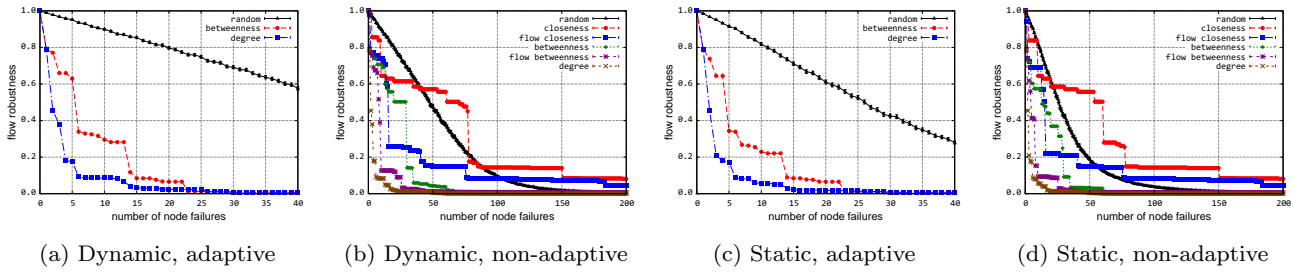 random
betweenness
degree
1.0
0.8
0.6
0.4
0.2
0.0
0 5 10 15 20 25 30 35 40
flow robustness
number of node failures
(a) Dynamic, adaptive
random
closeness
flow closeness
betweenness
flow betweenness
degree
1.0
0.8
0.6
0.4
0.2
0.0
0 50 100 150 200
flow robustness
number of node failures
(b) Dynamic, non-adaptive
random
betweenness
degree
1.0
0.8
0.6
0.4
0.2
0.0
0 5 10 15 20 25 30 35 40
flow robustness
number of node failures
(c) Static, adaptive
random
closeness
flow closeness
betweenness
flow betweenness
degree
1.0
0.8
0.6
0.4
0.2
0.0
0 50 100 150 200
flow robustness
number of node failures
(d) Static, non-adaptive